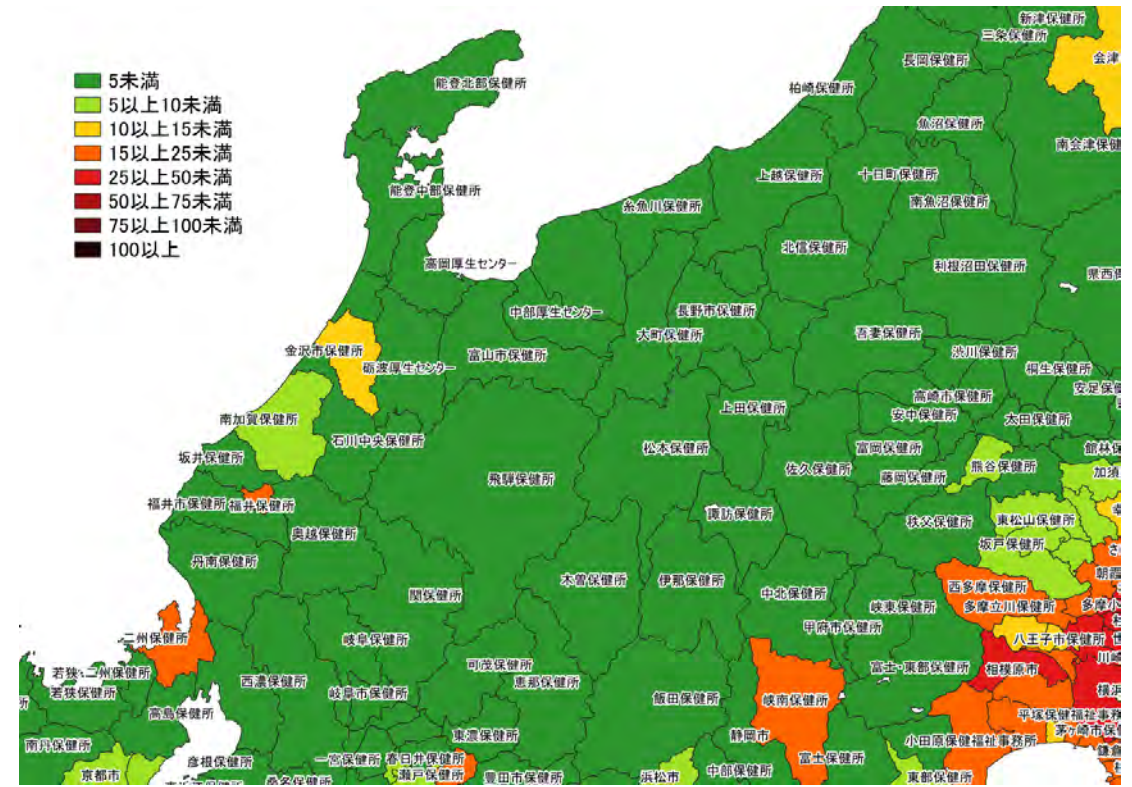 5未満
5以上10未満
10以上15未満
15以上25未満
25以上50未満
50以上75未満
75以上100未満
100以上
新津保健所
三条保健所
長岡保健所
会津
能登北部保健所
柏崎保健所
魚沼保健所
南会津保健
上越保健所
十日町保健所
能登中部保健所
糸魚川保健所
南魚沼保健所
北信保健所
高岡厚生センター
利根沼田保健所
県西
中部厚生センター
長野市保健所
大町保健所
吾妻保健所
金沢市保健所
砺波厚生センター
富山市保健所
渋川保健所
桐生保健所
安足保健
高崎市保健所
上田保健所
安中保健所
太田保健所
南加賀保健所
石川中央保健所
松本保健所
富岡保健所
館林保
坂井保健所
佐久保健所
熊谷保健所
加須
藤岡保健所
飛騨保健所
福井市保健所
福井保健所
諏訪保健所
秩父保健所
東松山保健所
奥越保健所
坂戸保健所
丹南保健所
木曽保健所
伊那保健所
朝霞
西多摩保健所
中北保健所
関保健所
峡東保健所
多摩立川保健所
多摩小
甲府市保健所
二州保健所
岐阜保健所
八王子市保健所
川崎
可茂保健所
富士・東部保健所
相模原市
若狭・二州保健所
西濃保健所
恵那保健所
若狭保健所
岐阜市保健所
飯田保健所
峡南保健所
横浜
高島保健所
平塚保健福祉事務
東濃保健所
静岡市
茅ヶ崎市保健
南丹保健所
小田原保健福祉事務所
鎌倉
彦根保健所
一宮保健所
春日井保健所
富士保健所
京都市
桑名保健所
瀬戸保健所
豊田市保健所
浜松市
中部保健所
東部保健所